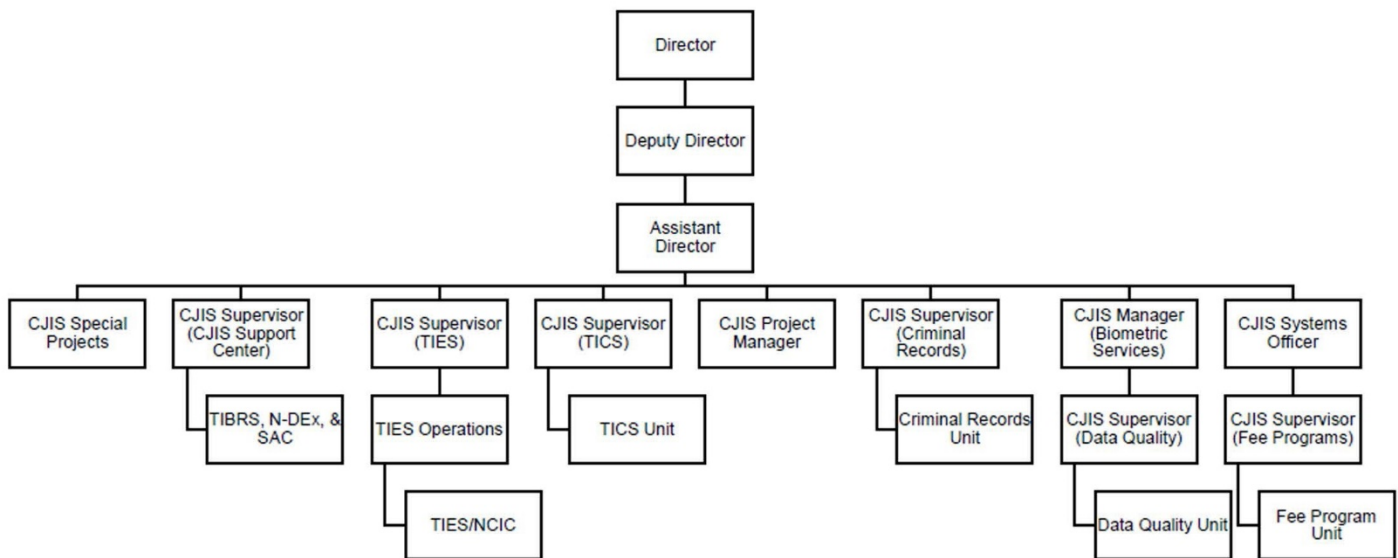 Director
Deputy Director
Assistant
Director
CJIS Special
Projects
CJIS Supervisor
(CJIS Support
Center)
CJIS Supervisor
(TIES)
CJIS Supervisor
(TICS)
CJIS Project
Manager
CJIS Supervisor
(Criminal
Records)
CJIS Manager
(Biometric
Services)
CJIS Systems
Officer
TIBRS, N-DEx, &
SAC
TIES Operations
TICS Unit
Criminal Records
Unit
CJIS Supervisor
(Data Quality)
CJIS Supervisor
(Fee Programs)
TIES/NCIC
Data Quality Unit
Fee Program
Unit